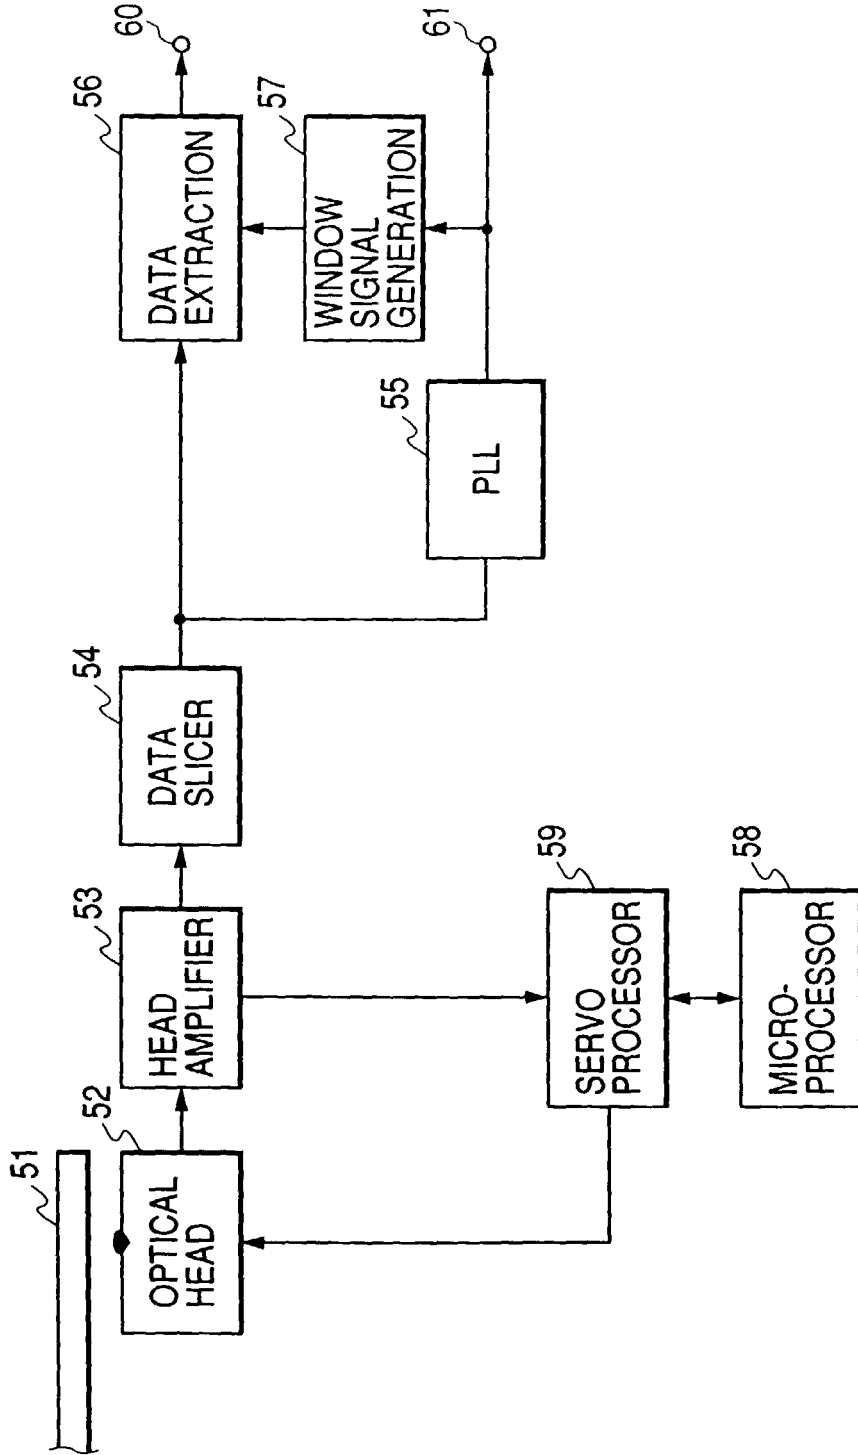 51
52
OPTICAL
HEAD
53
HEAD
AMPLIFIER
54
DATA
SLICER
56
DATA
EXTRACTION
60
57
WINDOW
SIGNAL
GENERATION
61
55
PLL
59
SERVO
PROCESSOR
58
MICRO-
PROCESSOR